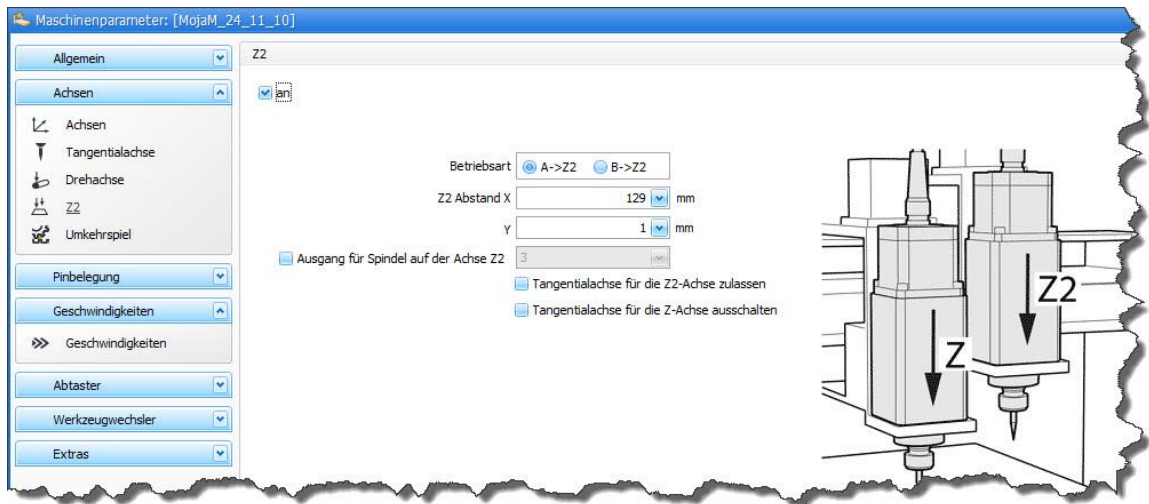 Maschinenparameter: [MojaM_24_11_10]
Allgemein
Achsen
Achsen
Tangentialachse
Drehachse
Z2
Umkehrspiel
Pinbelegung
Geschwindigkeiten
Geschwindigkeiten
Abtaster
Werkzeugwechsler
Extras
Z2
an
Betriebsart A->Z2 B->Z2
Z2 Abstand X 129 mm
Y 1 mm
Ausgang für Spindel auf der Achse Z2 3
Tangentialachse für die Z2-Achse zulassen
Tangentialachse für die Z-Achse ausschalten
Z2
Z